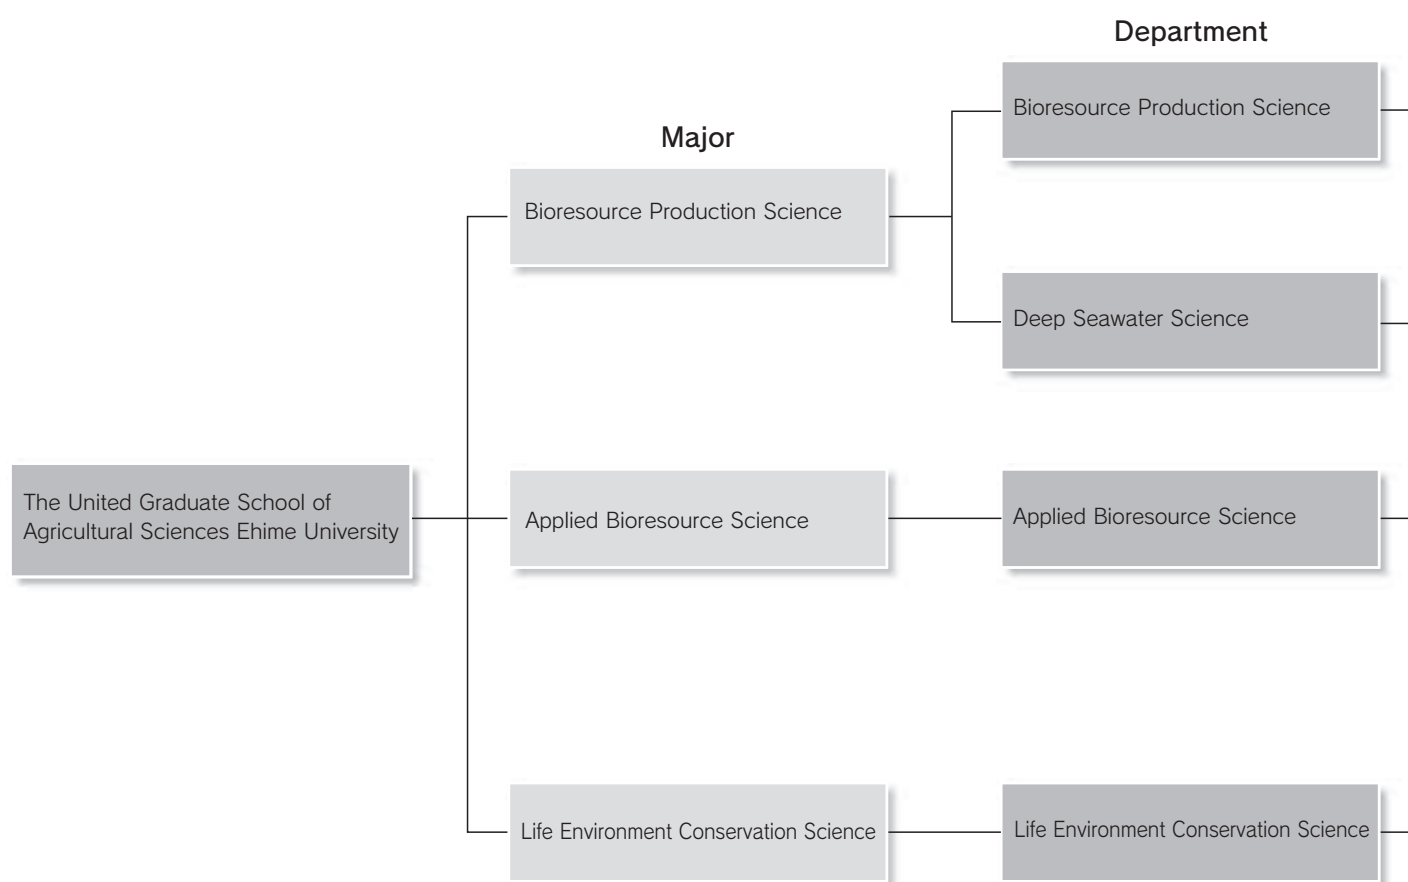 Department
Bioresource Production Science
Major
Bioresource Production Science
Deep Seawater Science
The United Graduate School of
Agricultural Sciences Ehime University
Applied Bioresource Science
Applied Bioresource Science
Life Environment Conservation Science
Life Environment Conservation Science